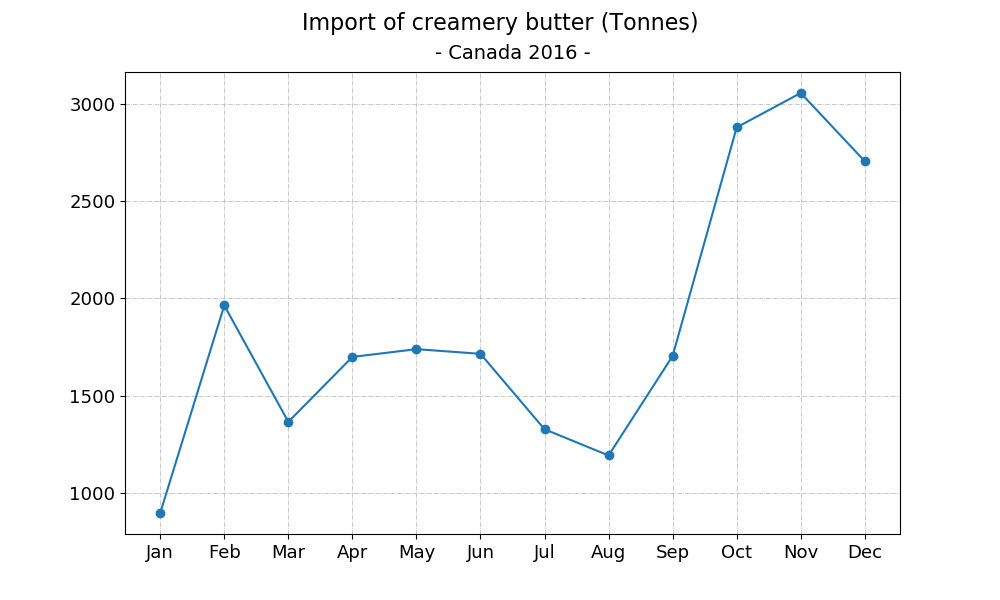 Import of creamery butter (Tonnes)
- Canada 2016 -
3000
2500
2000
1500
1000
Jan Feb Mar Apr May Jun Jul Aug Sep Oct Nov Dec